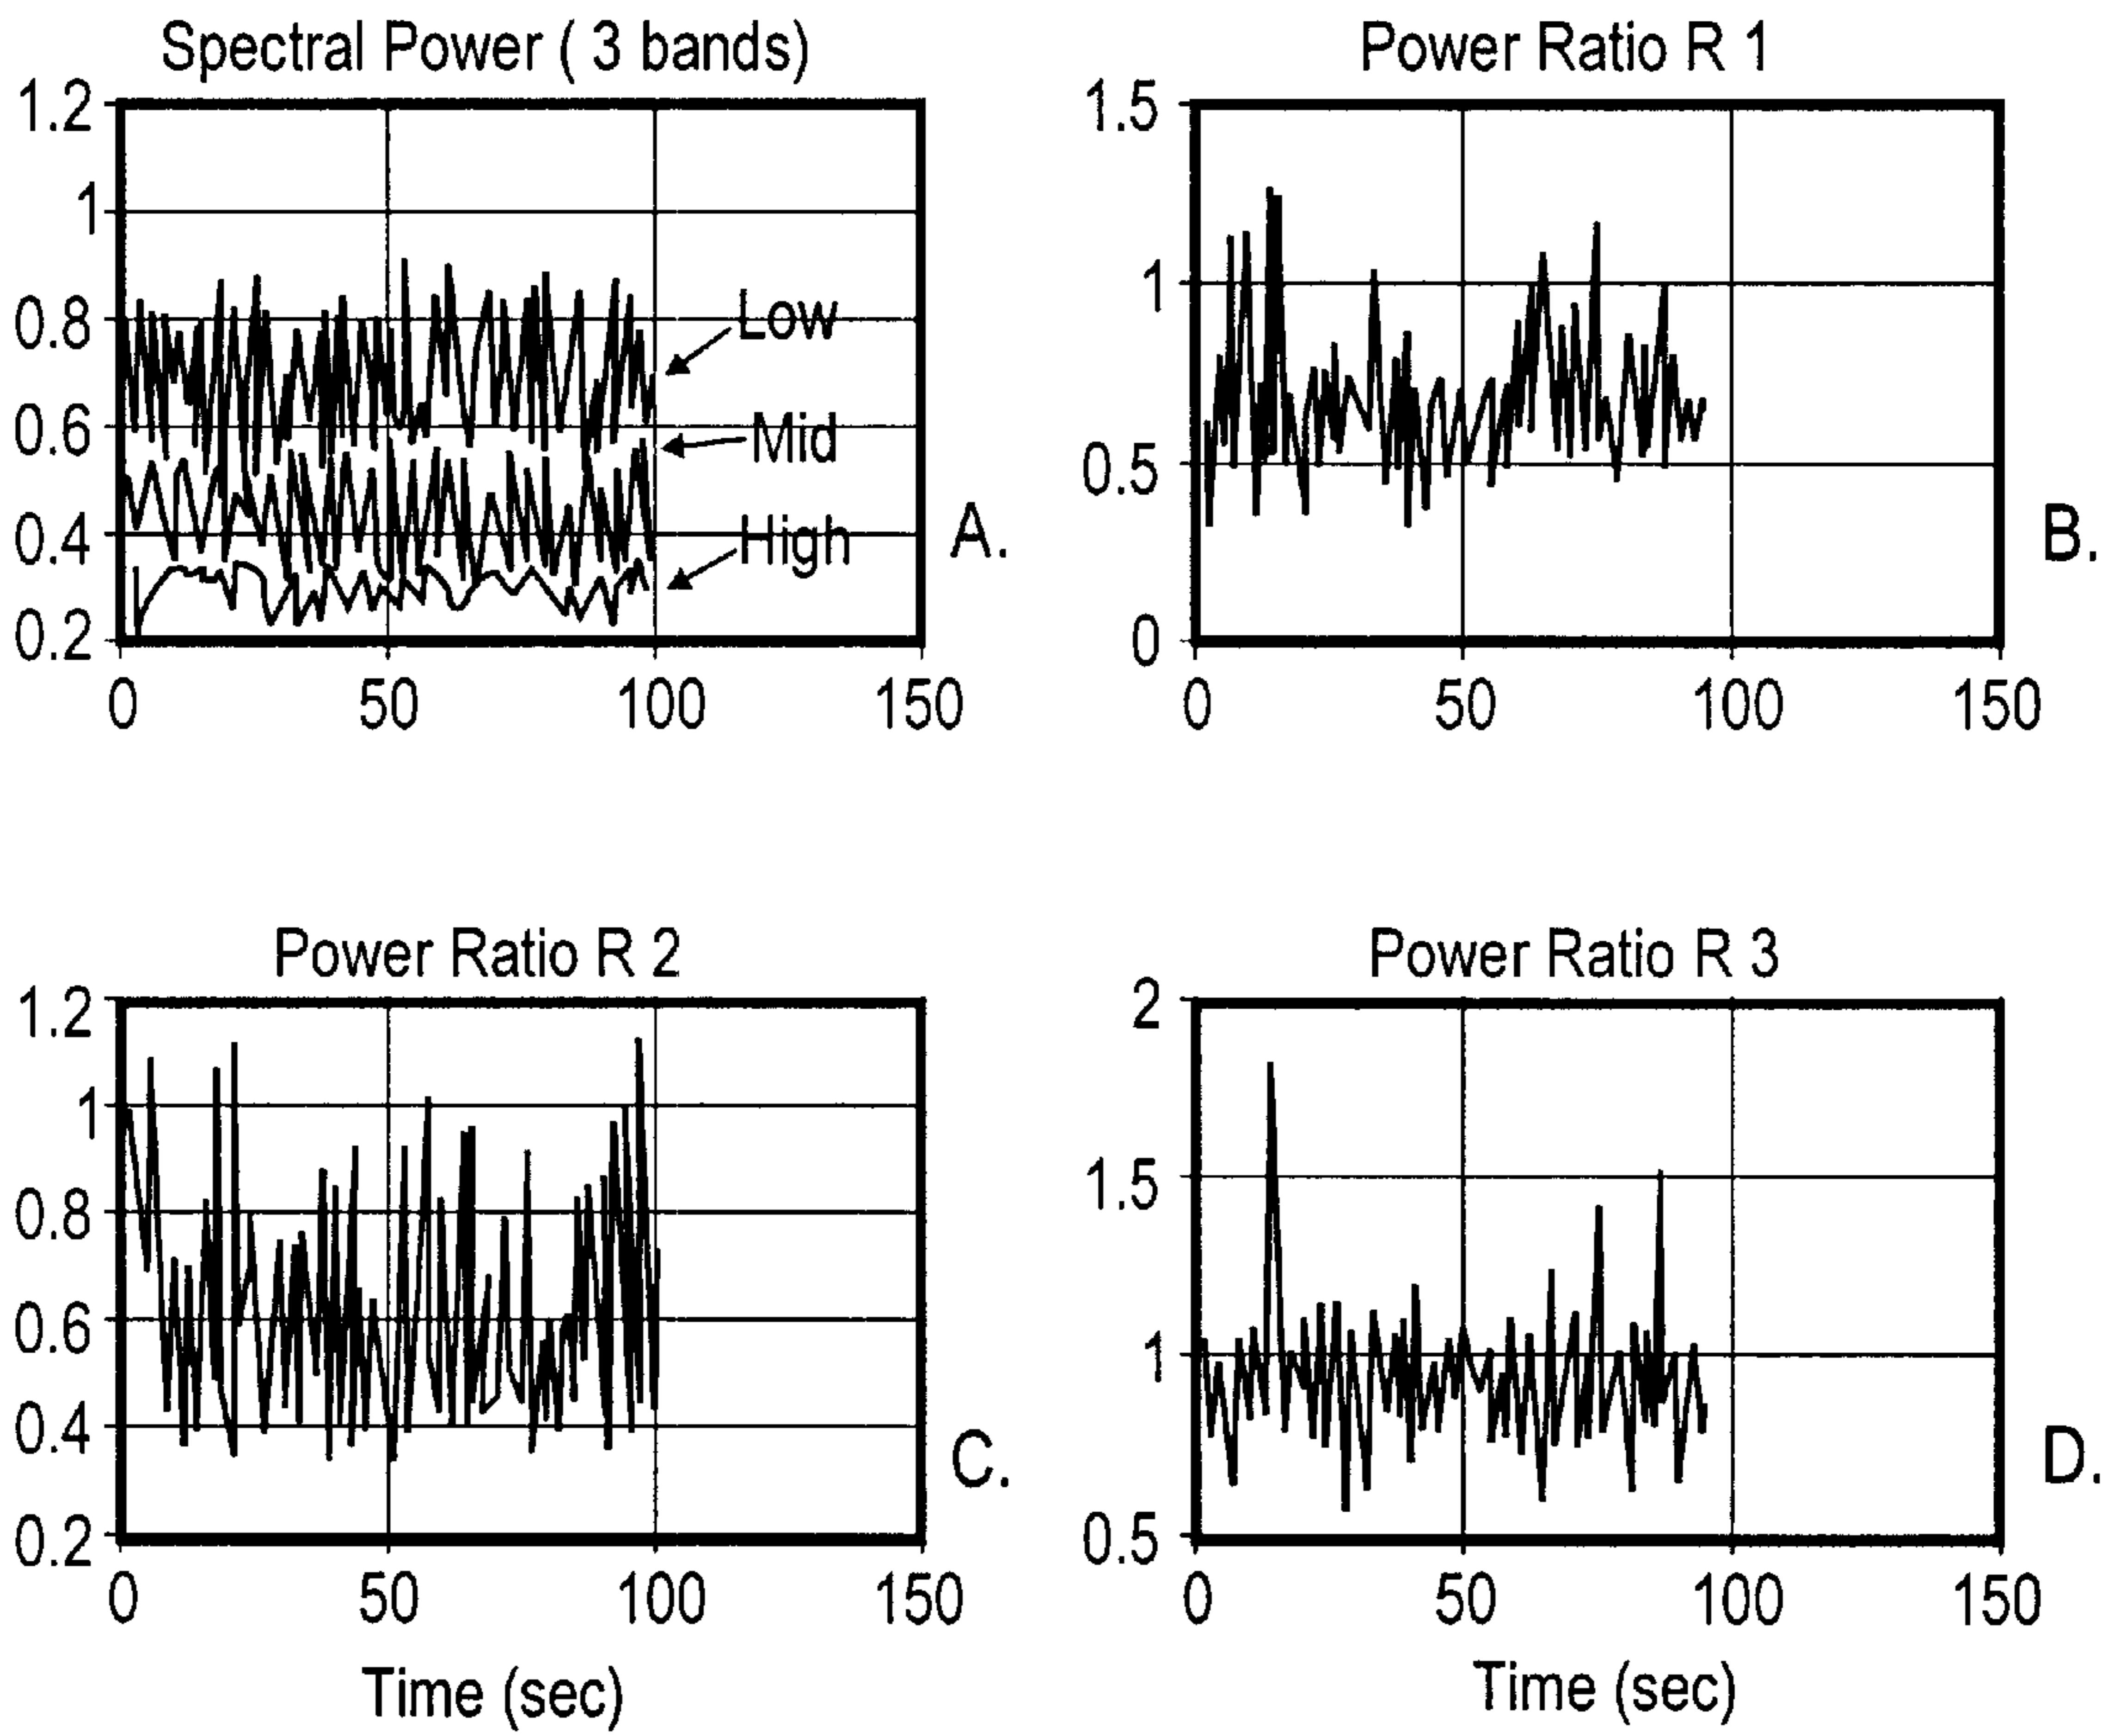 Spectral Power ( 3 bands)
1.2
1
0.8
0.6
0.4
0.2
0 50 100 150
Low
Mid
High
A.
Power Ratio R 1
1.5
1
0.5
0
0 50 100 150
B.
Power Ratio R 2
1.2
1
0.8
0.6
0.4
0.2
0 50 100 150
Time (sec)
C.
Power Ratio R 3
2
1.5
1
0.5
0 50 100 150
Time (sec)
D.